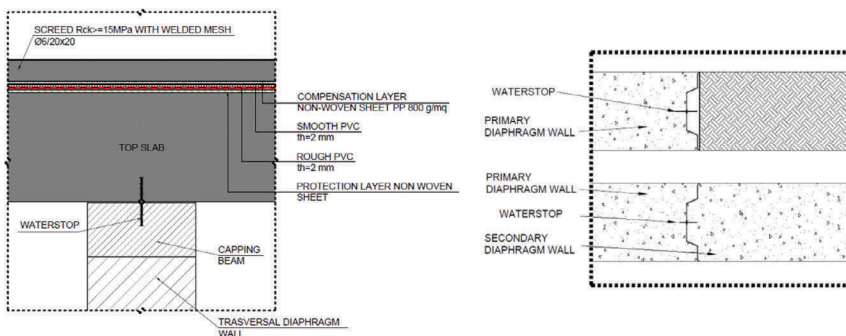 SCREED Rck>=15MPa WITH WELDED MESH
Ø6/20x20
COMPENSATION LAYER
NON-WOVEN SHEET PP 800 g/mq
SMOOTH PVC
th=2 mm
TOP SLAB
ROUGH PVC
th=2 mm
PROTECTION LAYER NON WOVEN
SHEET
WATERSTOP
CAPPING
BEAM
TRASVERSAL DIAPHRAGM
WALL
WATERSTOP
PRIMARY
DIAPHRAGM WALL
PRIMARY
DIAPHRAGM WALL
WATERSTOP
SECONDARY
DIAPHRAGM WALL